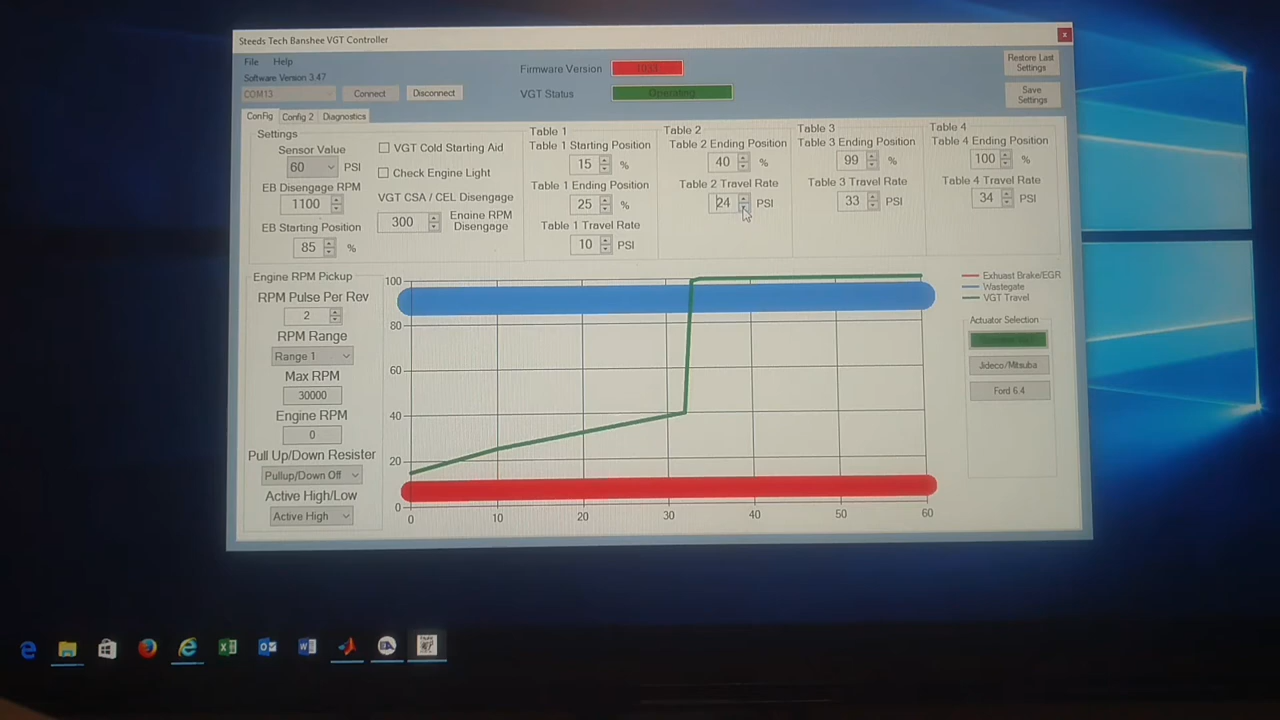 Steeds Tech Banshee VGT Controller
x
File Help
Software Version 3.47
COM13
Connect
Disconnect
Firmware Version
VGT Status
Operating
Restore Last Settings
Save Settings
Config Config 2 Diagnostics
Settings
Sensor Value
60 PSI
EB Disengage RPM
1100
EB Starting Position
85 %
VGT Cold Starting Aid
Check Engine Light
VGT CSA / CEL Disengage
300 Engine RPM Disengage
Table 1
Table 1 Starting Position
15 %
Table 1 Ending Position
25 %
Table 1 Travel Rate
10 PSI
Table 2
Table 2 Ending Position
40 %
Table 2 Travel Rate
24 PSI
Table 3
Table 3 Ending Position
99 %
Table 3 Travel Rate
33 PSI
Table 4
Table 4 Ending Position
100 %
Table 4 Travel Rate
34 PSI
Engine RPM Pickup
RPM Pulse Per Rev
2
RPM Range
Range 1
Max RPM
30000
Engine RPM
0
Pull Up/Down Resister
Pullup/Down Off
Active High/Low
Active High
100
80
60
40
20
0
0 10 20 30 40 50 60
Exhuast Brake/EGR
Wastegate
VGT Travel
Actuator Selection
Jideco/Mitsuba
Ford 6.4